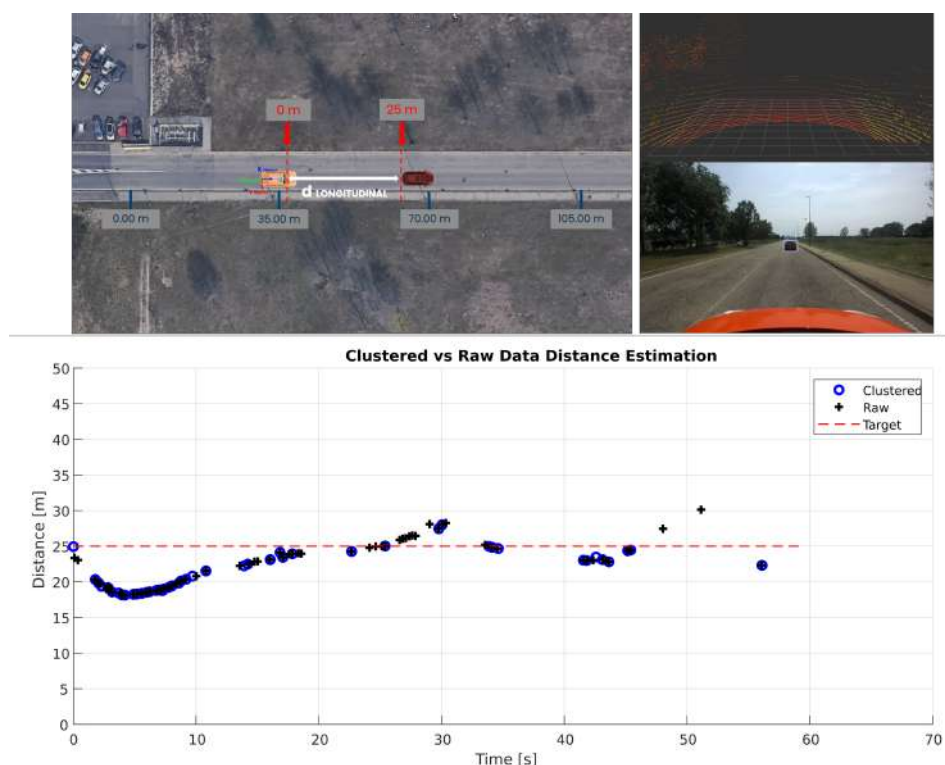 0 m
25 m
d LONGITUDINAL
0.00 m
35.00 m
70.00 m
105.00 m
Clustered vs Raw Data Distance Estimation
50
45
40
35
30
25
20
15
10
5
0
Distance [m]
Clustered
Raw
Target
0
10
20
30
40
50
60
70
Time [s]